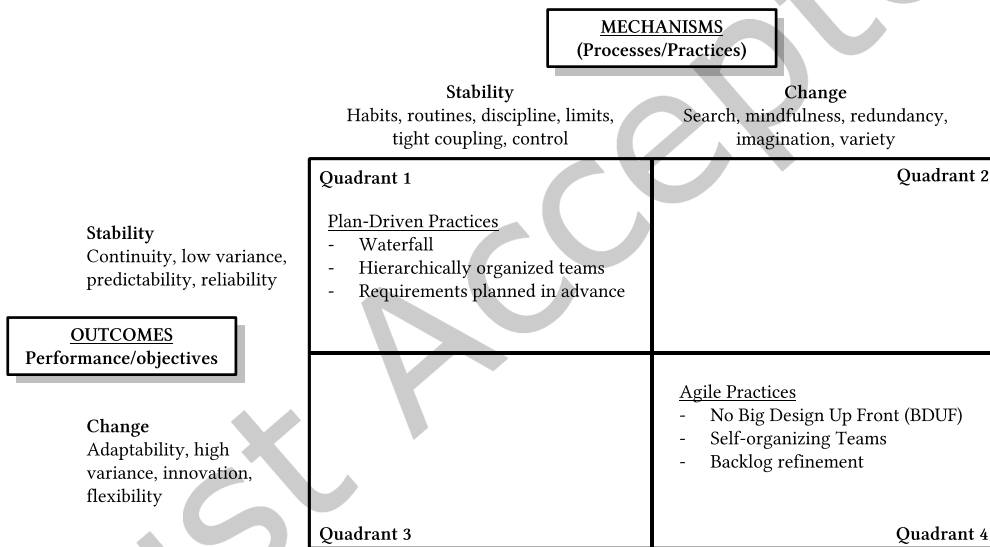 MECHANISMS
(Processes/Practices)
Stability
Habits, routines, discipline, limits,
tight coupling, control
Change
Search, mindfulness, redundancy,
imagination, variety
Quadrant 1
Quadrant 2
Plan-Driven Practices
- Waterfall
- Hierarchically organized teams
- Requirements planned in advance
Stability
Continuity, low variance,
predictability, reliability
OUTCOMES
Performance/objectives
Change
Adaptability, high
variance, innovation,
flexibility
Agile Practices
- No Big Design Up Front (BDUF)
- Self-organizing Teams
- Backlog refinement
Quadrant 3
Quadrant 4
ust Accepte